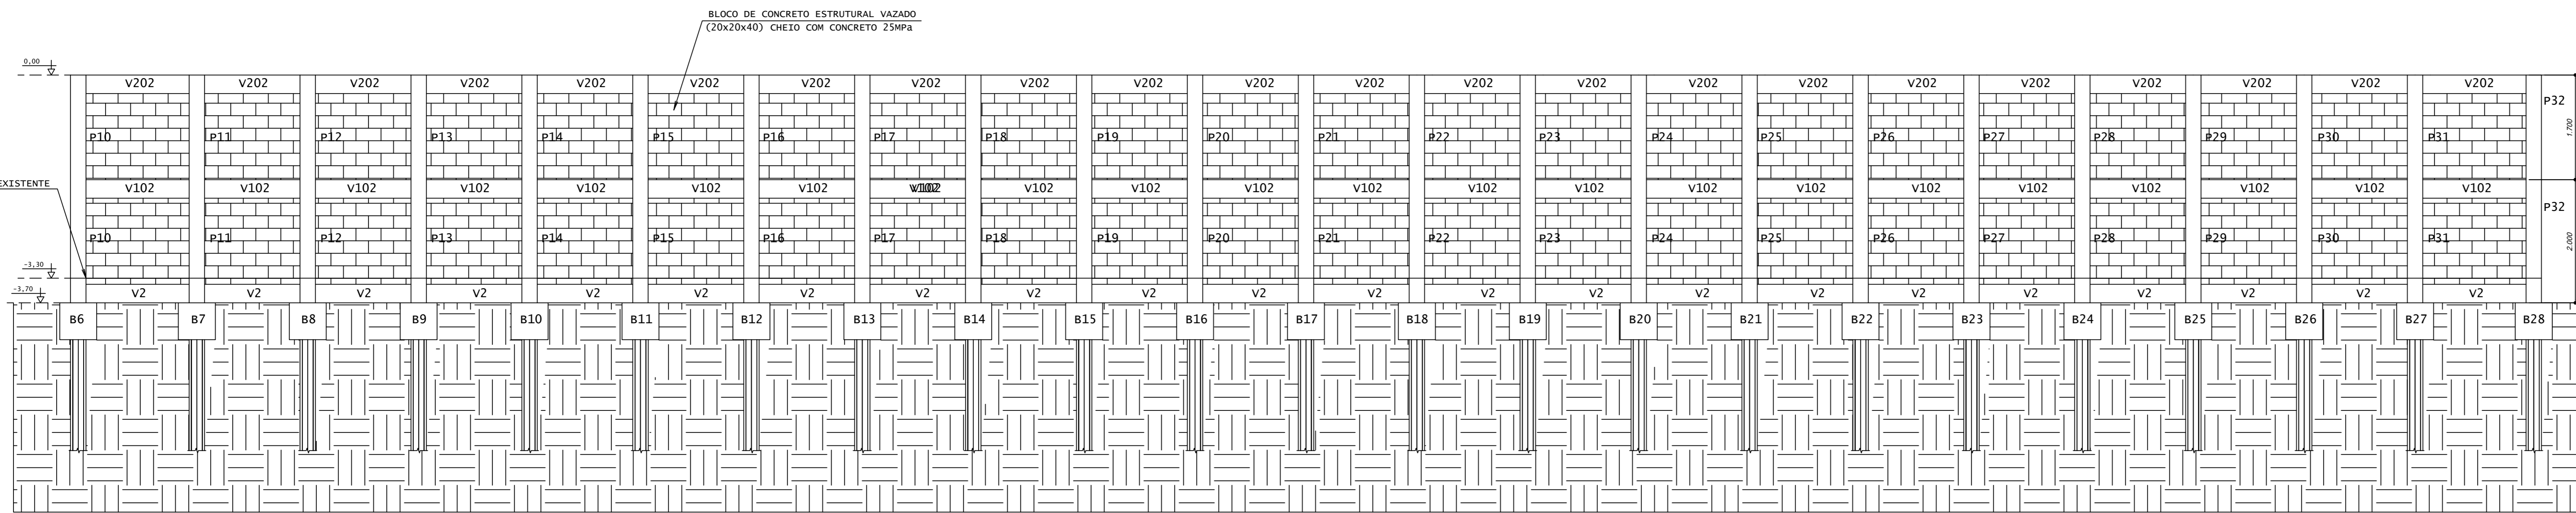 BLOCO DE CONCRETO ESTRUTURAL VAZADO
(20x20x40) CHEIO COM CONCRETO 25MPa
0,00
V202 V202 V202 V202 V202 V202 V202 V202 V202 V202 V202 V202 V202 V202 V202 V202 V202 V202 V202 V202 V202 V202
P32
1.700
P10 P11 P12 P13 P14 P15 P16 P17 P18 P19 P20 P21 P22 P23 P24 P25 P26 P27 P28 P29 P30 P31
EXISTENTE
V102 V102 V102 V102 V102 V102 V102 V102 V102 V102 V102 V102 V102 V102 V102 V102 V102 V102 V102 V102 V102 V102
P32
2.000
P10 P11 P12 P13 P14 P15 P16 P17 P18 P19 P20 P21 P22 P23 P24 P25 P26 P27 P28 P29 P30 P31
-3,30
-3,70
V2 V2 V2 V2 V2 V2 V2 V2 V2 V2 V2 V2 V2 V2 V2 V2 V2 V2 V2 V2 V2 V2
B6 B7 B8 B9 B10 B11 B12 B13 B14 B15 B16 B17 B18 B19 B20 B21 B22 B23 B24 B25 B26 B27 B28